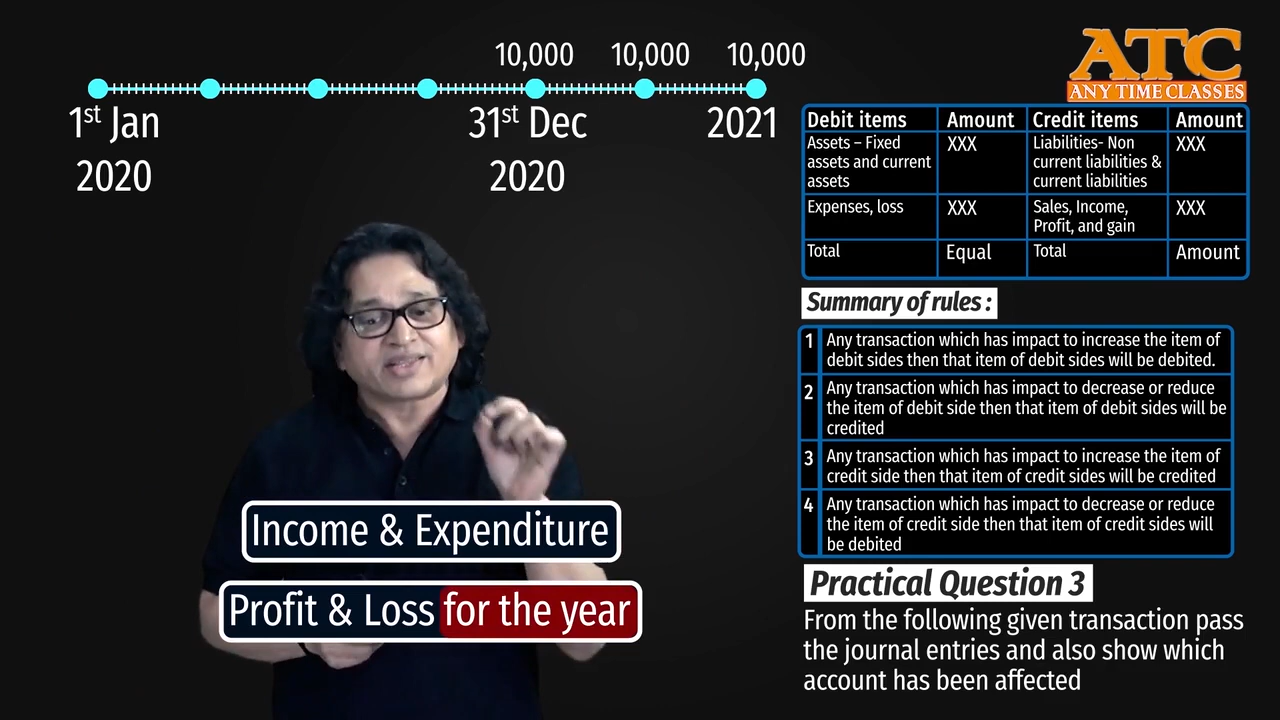 10,000 10,000 10,000
1st Jan 31st Dec 2021
2020 2020
ATC
ANY TIME CLASSES
Debit items Amount Credit items Amount
Assets – Fixed
assets and current
assets
XXX
Liabilities- Non
current liabilities &
current liabilities
XXX
Expenses, loss
XXX
Sales, Income,
Profit, and gain
XXX
Total Equal Total Amount
Summary of rules :
1 Any transaction which has impact to increase the item of
debit sides then that item of debit sides will be debited.
2 Any transaction which has impact to decrease or reduce
the item of debit side then that item of debit sides will be
credited
3 Any transaction which has impact to increase the item of
credit side then that item of credit sides will be credited
4 Any transaction which has impact to decrease or reduce
the item of credit side then that item of credit sides will
be debited
Income & Expenditure
Profit & Loss for the year
Practical Question 3
From the following given transaction pass
the journal entries and also show which
account has been affected